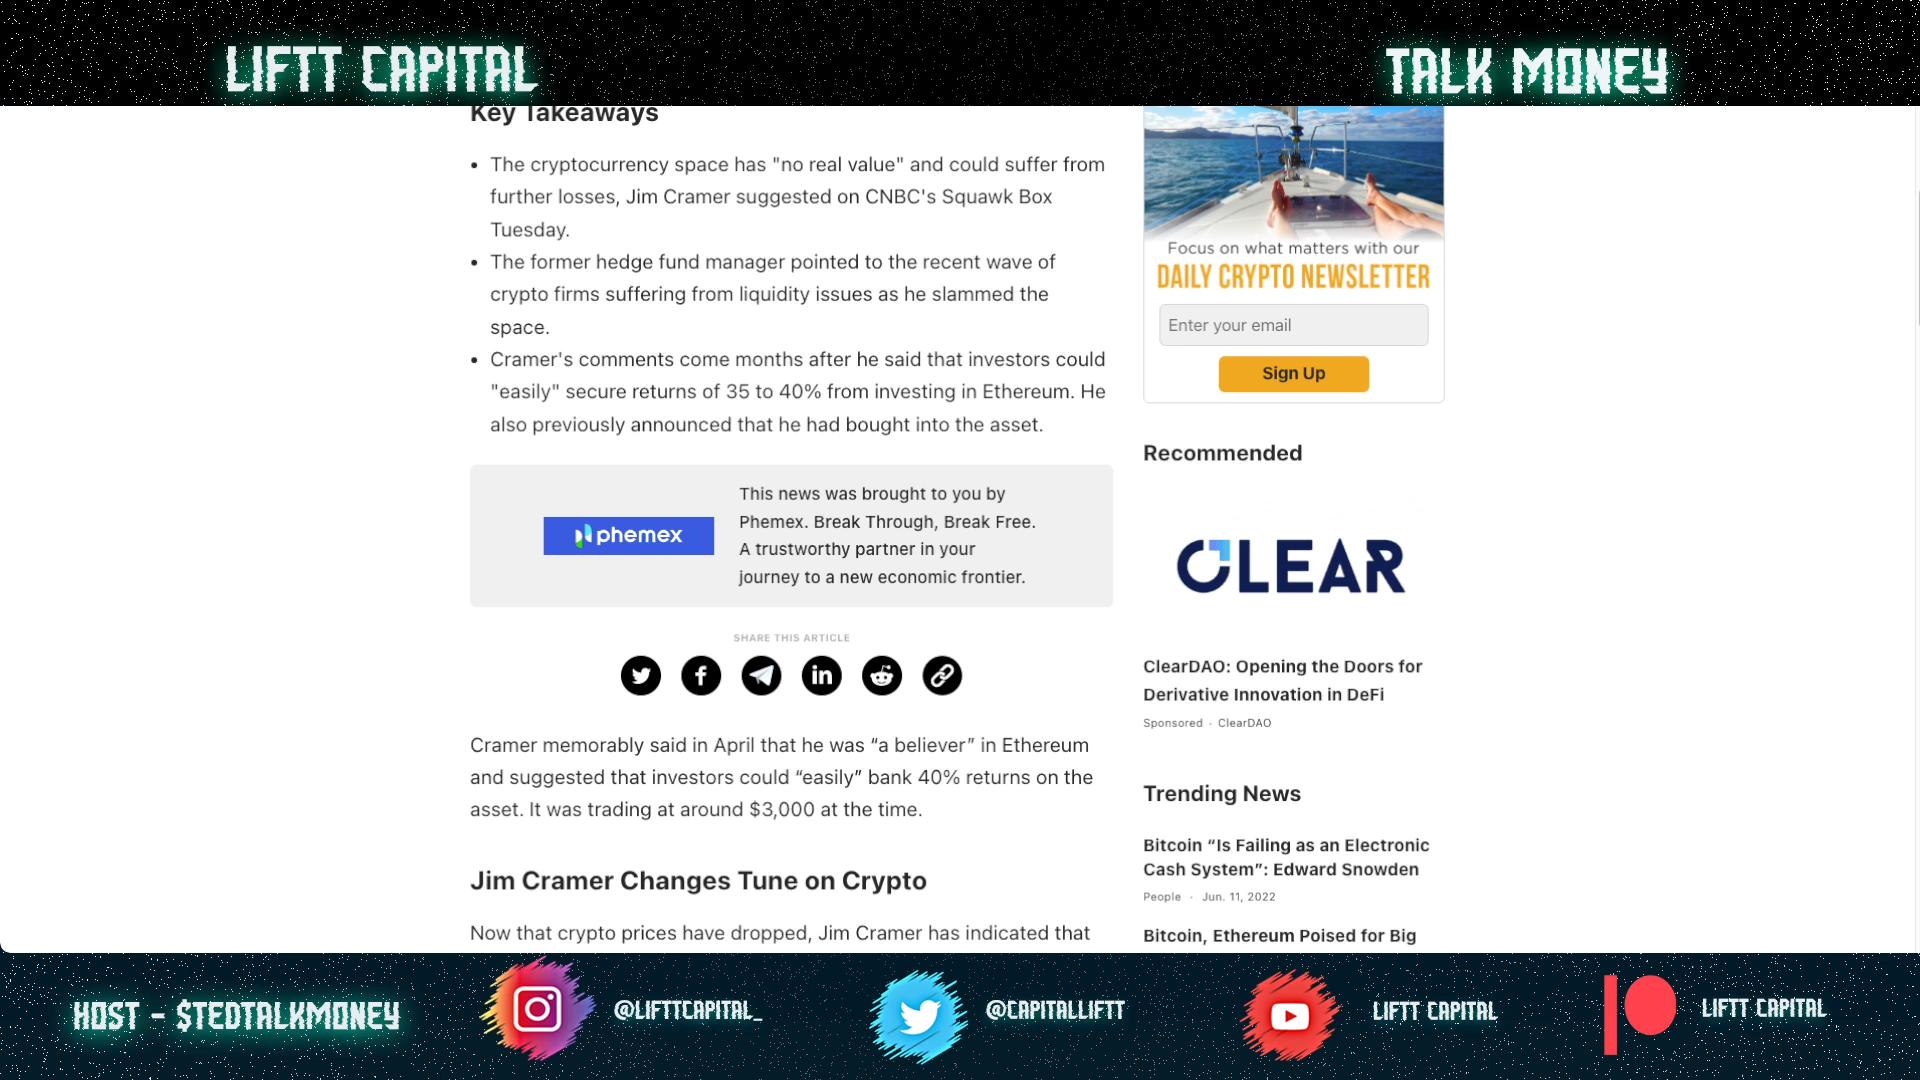 LIFTT CAPITAL
TALK MONEY
Key Takeaways
The cryptocurrency space has "no real value" and could suffer from
further losses, Jim Cramer suggested on CNBC's Squawk Box
Tuesday.
The former hedge fund manager pointed to the recent wave of
crypto firms suffering from liquidity issues as he slammed the
space.
Cramer's comments come months after he said that investors could
"easily" secure returns of 35 to 40% from investing in Ethereum. He
also previously announced that he had bought into the asset.
phemex
This news was brought to you by
Phemex. Break Through, Break Free.
A trustworthy partner in your
journey to a new economic frontier.
SHARE THIS ARTICLE
Cramer memorably said in April that he was “a believer” in Ethereum
and suggested that investors could “easily” bank 40% returns on the
asset. It was trading at around $3,000 at the time.
Jim Cramer Changes Tune on Crypto
Now that crypto prices have dropped, Jim Cramer has indicated that
Focus on what matters with our
DAILY CRYPTO NEWSLETTER
Enter your email
Sign Up
Recommended
CLEAR
ClearDAO: Opening the Doors for
Derivative Innovation in DeFi
Sponsored · ClearDAO
Trending News
Bitcoin “Is Failing as an Electronic
Cash System”: Edward Snowden
People · Jun. 11, 2022
Bitcoin, Ethereum Poised for Big
HOST - $TEDTALKMONEY
@LIFTTCAPITAL_
@CAPITALLIFTT
LIFTT CAPITAL
LIFTT CAPITAL